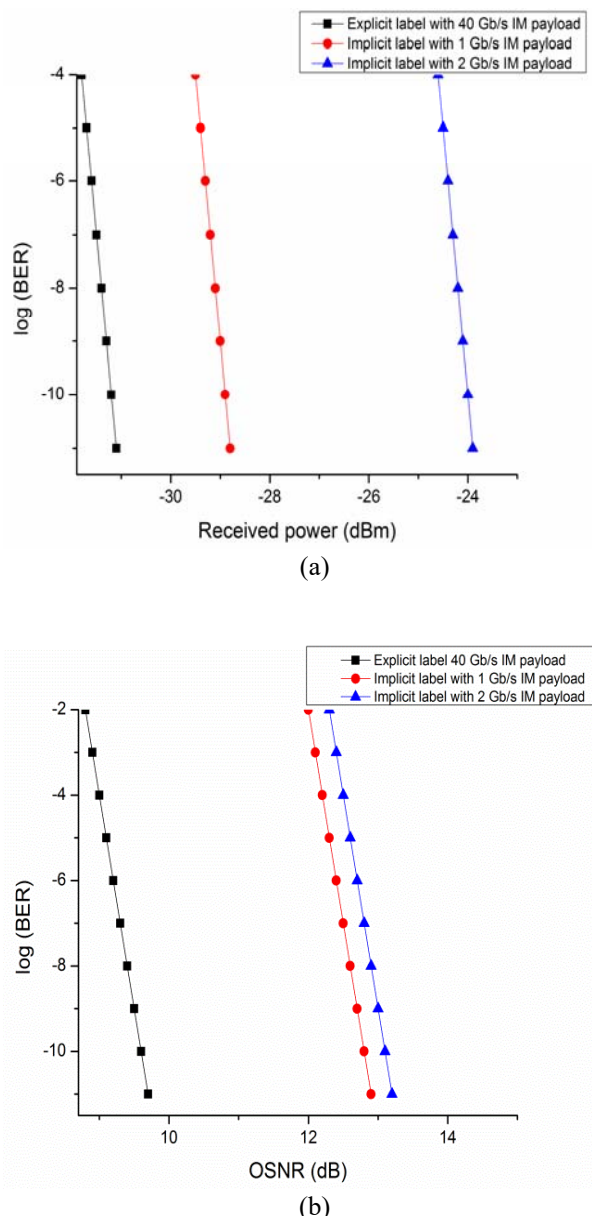 Explicit label with 40 Gb/s IM payload
Implicit label with 1 Gb/s IM payload
Implicit label with 2 Gb/s IM payload
-4
-6
-8
-10
log (BER)
-30
-28
-26
-24
Received power (dBm)
(a)
Explicit label 40 Gb/s IM payload
Implicit label with 1 Gb/s IM payload
Implicit label with 2 Gb/s IM payload
-2
-4
-6
-8
-10
log (BER)
10
12
14
OSNR (dB)
(b)